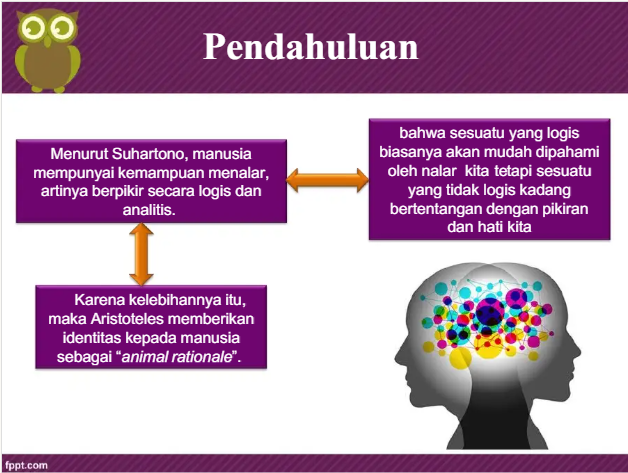 Pendahuluan
Menurut Suhartono, manusia
mempunyai kemampuan menalar,
artinya berpikir secara logis dan
analitis.
bahwa sesuatu yang logis
biasanya akan mudah dipahami
oleh nalar kita tetapi sesuatu
yang tidak logis kadang
bertentangan dengan pikiran
dan hati kita
Karena kelebihannya itu,
maka Aristoteles memberikan
identitas kepada manusia
sebagai “animal rationale”.
fppt.com